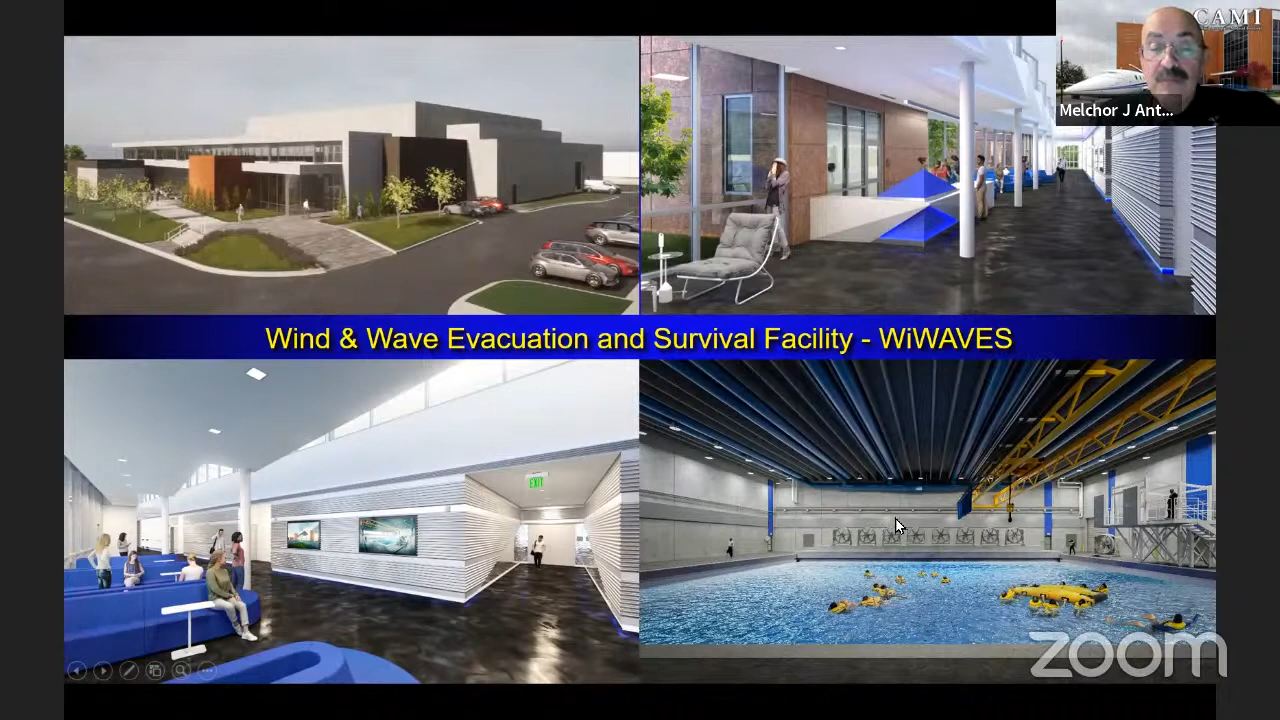 CAMI
Melchor J Ant...
Wind & Wave Evacuation and Survival Facility - WiWAVES
EXIT
zoom